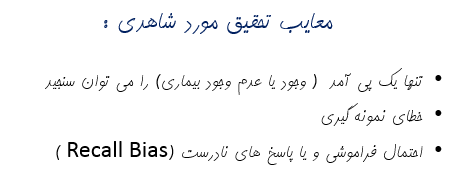 معایب تحقیق مورد شاهدی :
• تنها یک پی آمد ( وجود یا عدم وجود بیماری) را می توان سنجید
• خطای نمونه گیری
• احتمال فراموشی و یا پاسخ های نادرست (Recall Bias )